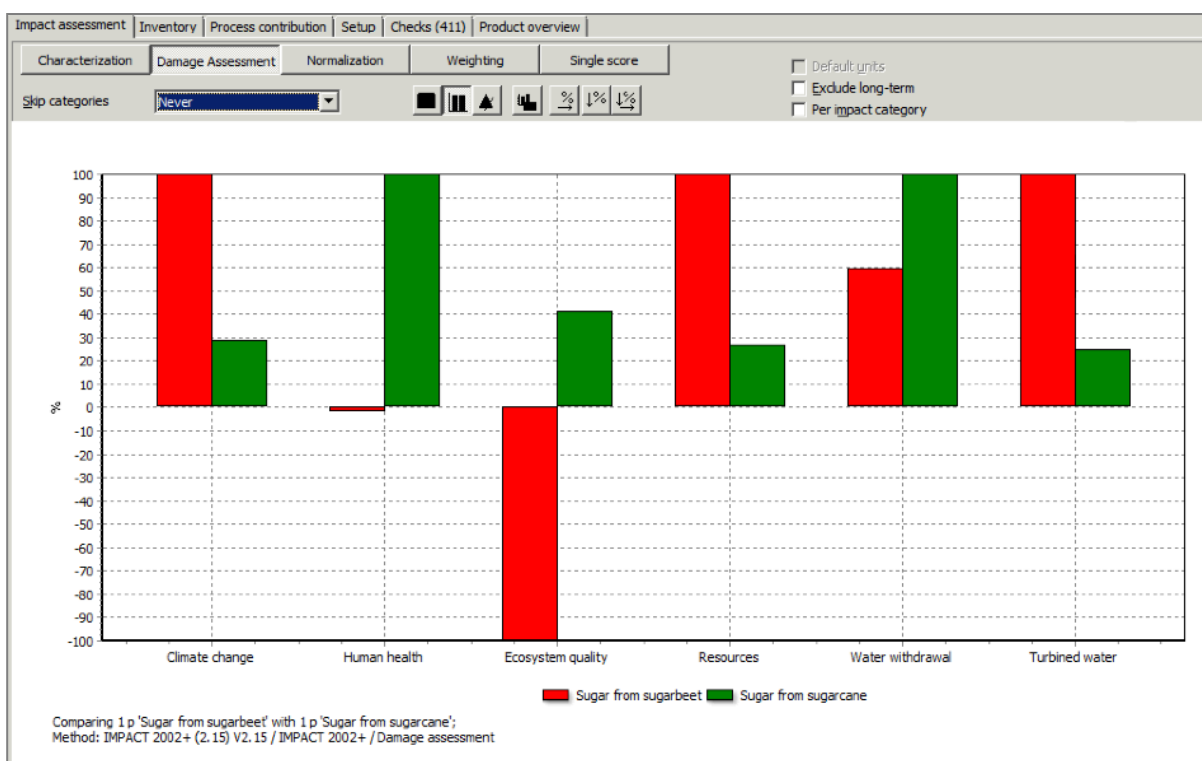 Impact assessment Inventory Process contribution Setup Checks (411) Product overview
Characterization Damage Assessment Normalization Weighting Single score
Default units
Skip categories Never
Exclude long-term
Per impact category
100
90
80
70
60
50
40
30
20
10
0
%
-10
-20
-30
-40
-50
-60
-70
-80
-90
-100
Climate change Human health Ecosystem quality Resources Water withdrawal Turbined water
Sugar from sugarbeet Sugar from sugarcane
Comparing 1 p 'Sugar from sugarbeet' with 1 p 'Sugar from sugarcane';
Method: IMPACT 2002+ (2.15) V2.15 / IMPACT 2002+ / Damage assessment